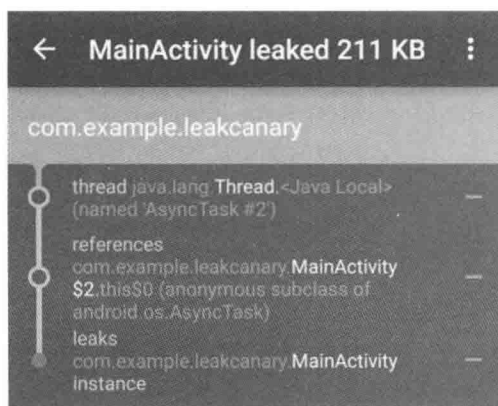 MainActivity leaked 211 KB
com.example.leakcanary
thread java.lang.Thread.<Java Local>
(named 'AsyncTask #2')
references
com.example.leakcanary.MainActivity
$2.this$0 (anonymous subclass of
android.os.AsyncTask)
leaks
com.example.leakcanary.MainActivity
instance